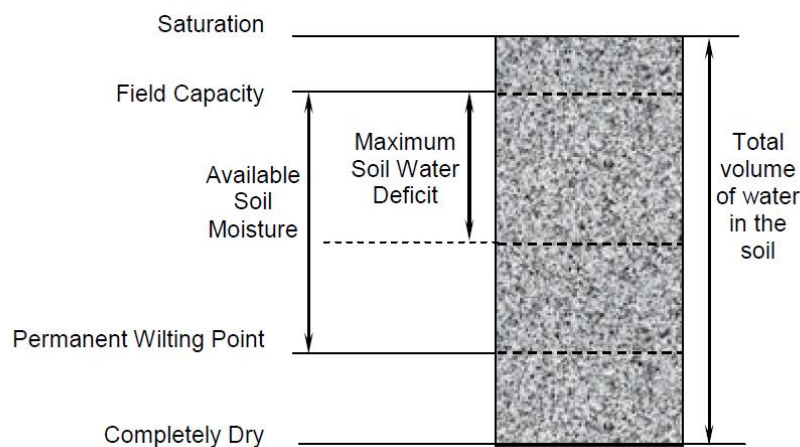 Saturation
Field Capacity
Maximum
Soil Water
Deficit
Available
Soil
Moisture
Total
volume
of water
in the
soil
Permanent Wilting Point
Completely Dry